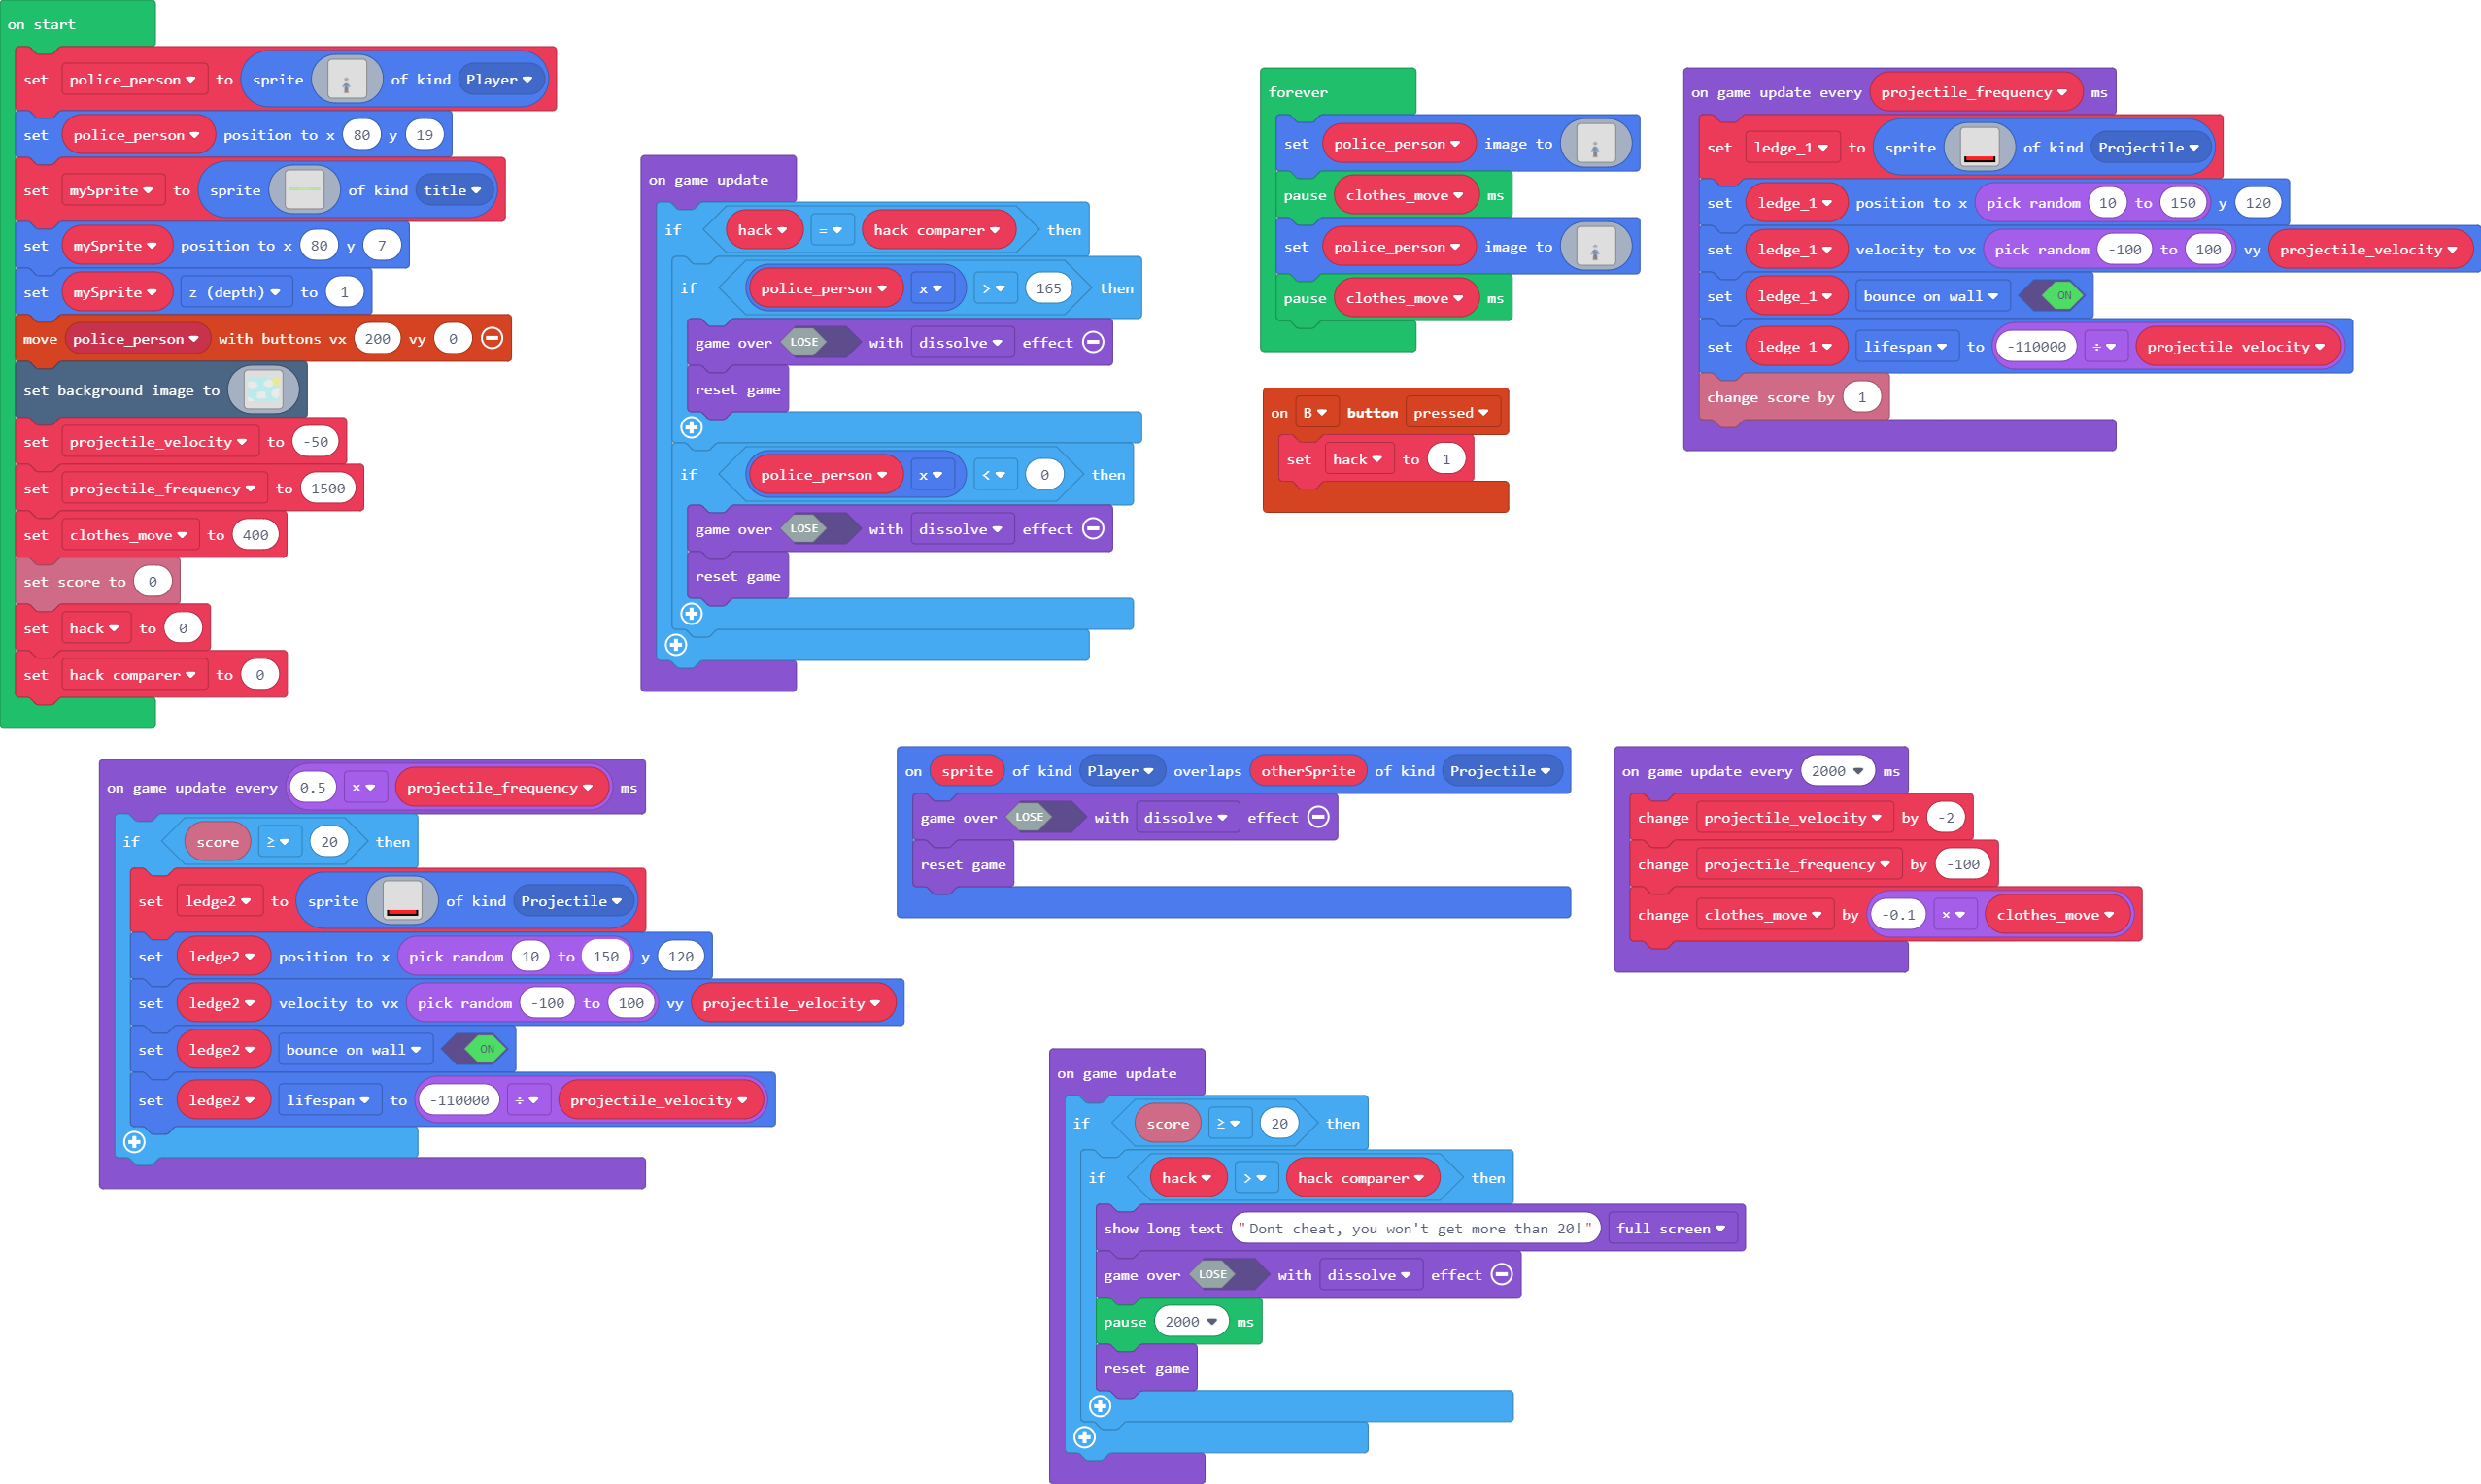 on start
set police_person to sprite of kind Player
set police_person position to x 80 y 19
set mySprite to sprite of kind title
set mySprite position to x 80 y 7
set mySprite z (depth) to 1
move police_person with buttons vx 200 vy 0
set background image to
set projectile_velocity to -50
set projectile_frequency to 1500
set clothes_move to 400
set score to 0
set hack to 0
set hack comparer to 0
on game update
if hack = hack comparer then
if police_person x > 165 then
game over LOSE with dissolve effect
reset game
if police_person x < 0 then
game over LOSE with dissolve effect
reset game
forever
set police_person image to
pause clothes_move ms
set police_person image to
pause clothes_move ms
on B button pressed
set hack to 1
on game update every projectile_frequency ms
set ledge_1 to sprite of kind Projectile
set ledge_1 position to x pick random 10 to 150 y 120
set ledge_1 velocity to vx pick random -100 to 100 vy projectile_velocity
set ledge_1 bounce on wall ON
set ledge_1 lifespan to -110000 ÷ projectile_velocity
change score by 1
on game update every 0.5 × projectile_frequency ms
if score ≥ 20 then
set ledge2 to sprite of kind Projectile
set ledge2 position to x pick random 10 to 150 y 120
set ledge2 velocity to vx pick random -100 to 100 vy projectile_velocity
set ledge2 bounce on wall ON
set ledge2 lifespan to -110000 ÷ projectile_velocity
on sprite of kind Player overlaps otherSprite of kind Projectile
game over LOSE with dissolve effect
reset game
on game update every 2000 ms
change projectile_velocity by -2
change projectile_frequency by -100
change clothes_move by -0.1 × clothes_move
on game update
if score ≥ 20 then
if hack > hack comparer then
show long text "Dont cheat, you won't get more than 20!" full screen
game over LOSE with dissolve effect
pause 2000 ms
reset game